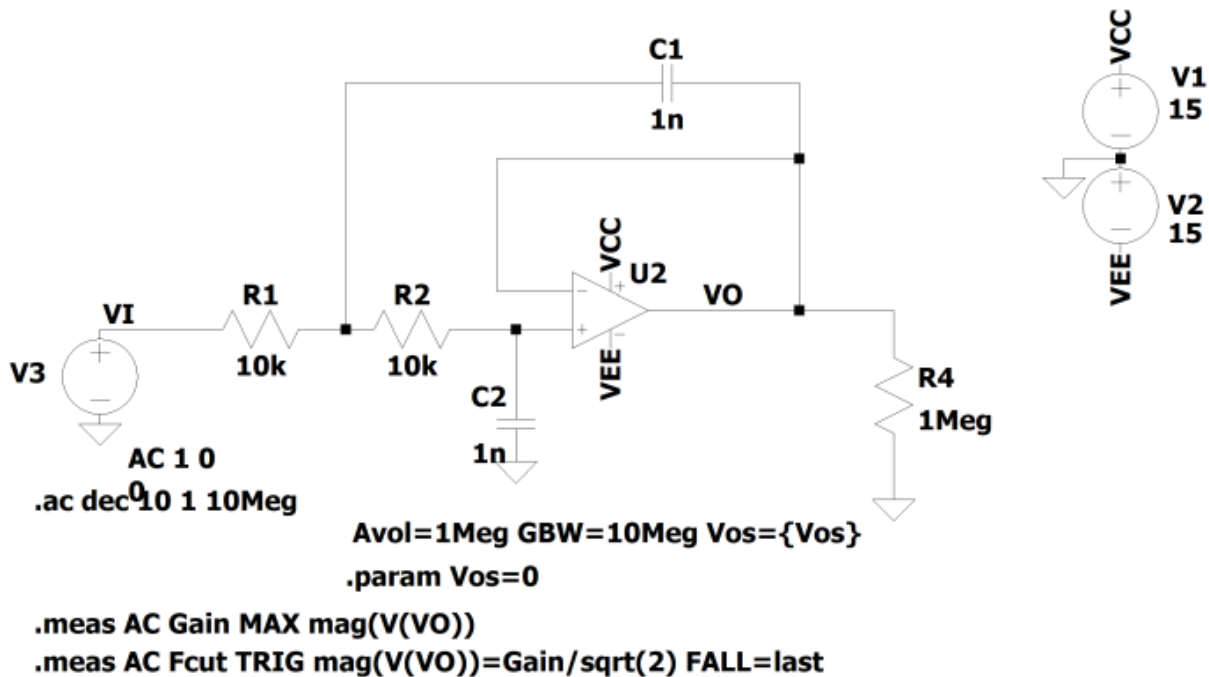 C1
1n
VCC
V1
15
V2
15
VEE
VCC
U2
VO
VI
R1
10k
R2
10k
VEE
V3
C2
1n
R4
1Meg
AC 1 0
0
.ac dec 10 1 10Meg
Avol=1Meg GBW=10Meg Vos={Vos}
.param Vos=0
.meas AC Gain MAX mag(V(VO))
.meas AC Fcut TRIG mag(V(VO))=Gain/sqrt(2) FALL=last